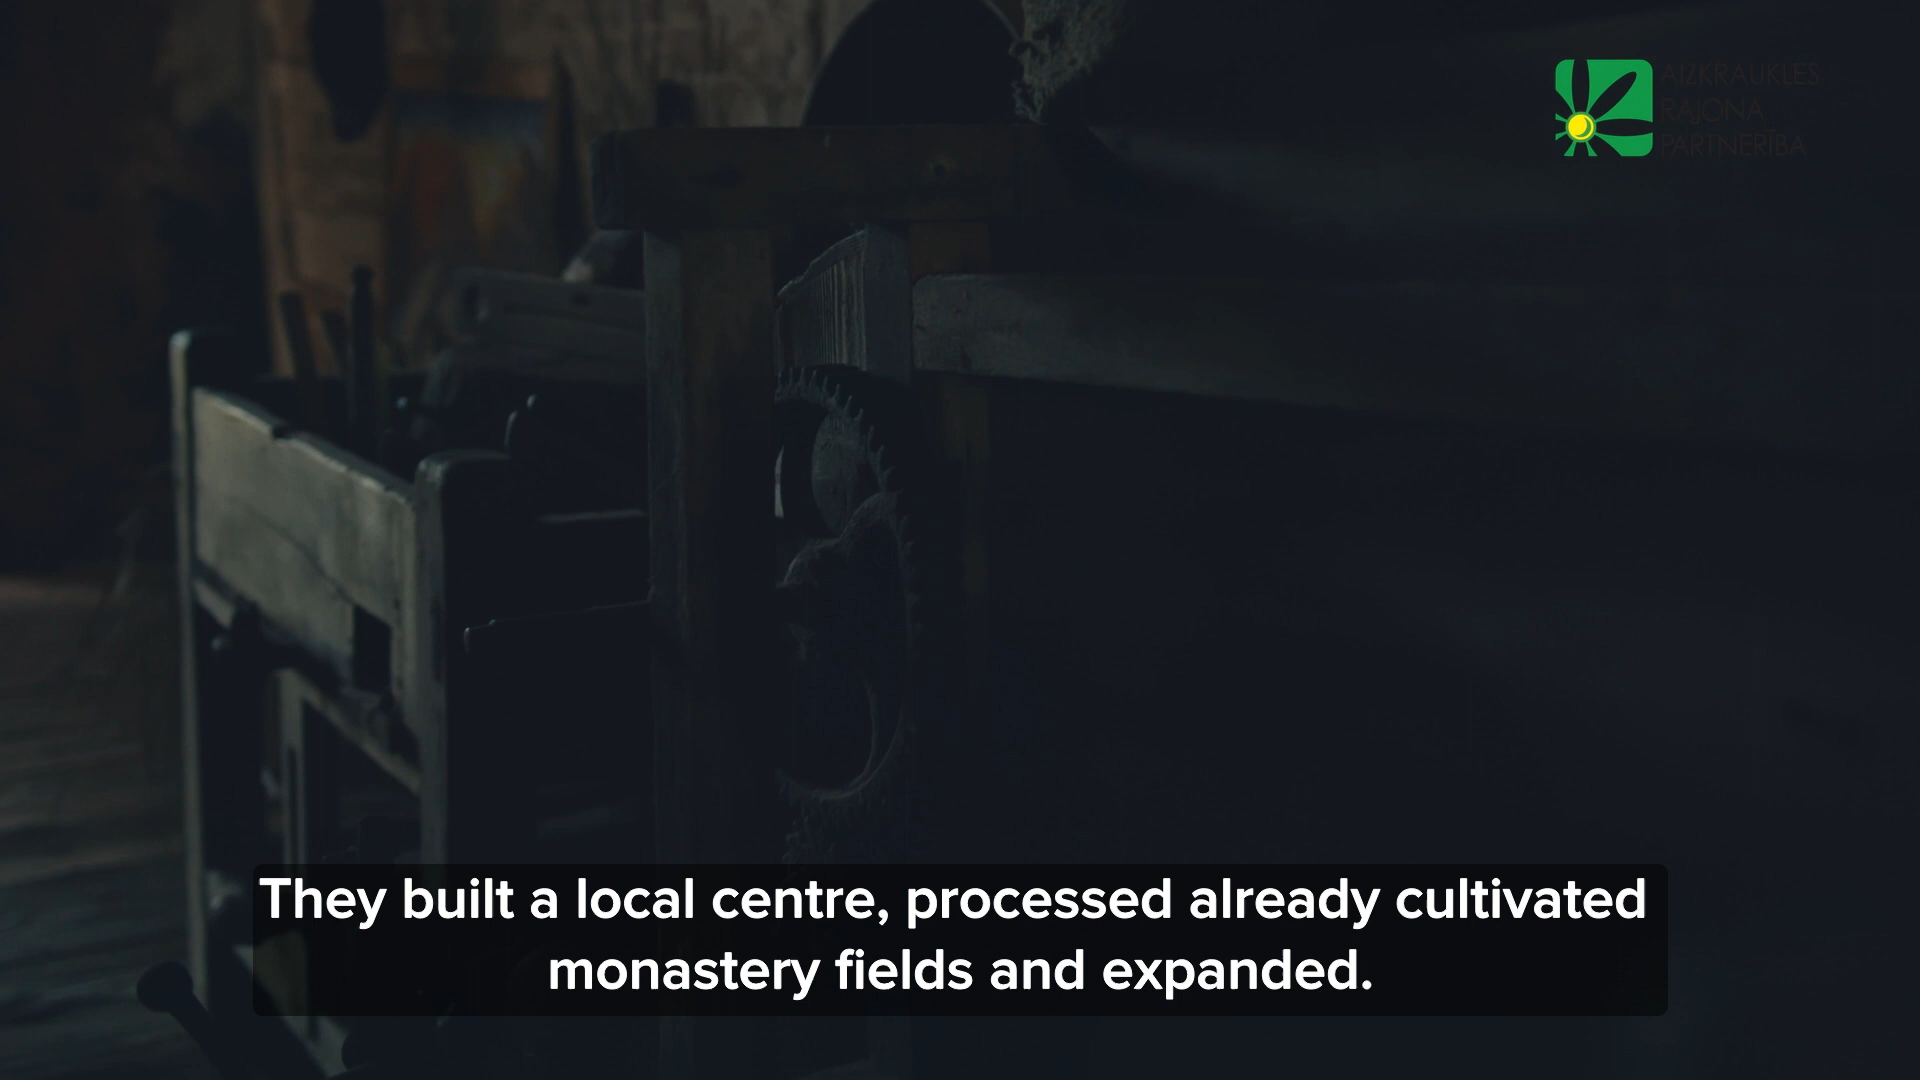 AIZKRAUKLES
RAJONA
PARTNERĪBA
They built a local centre, processed already cultivated
monastery fields and expanded.